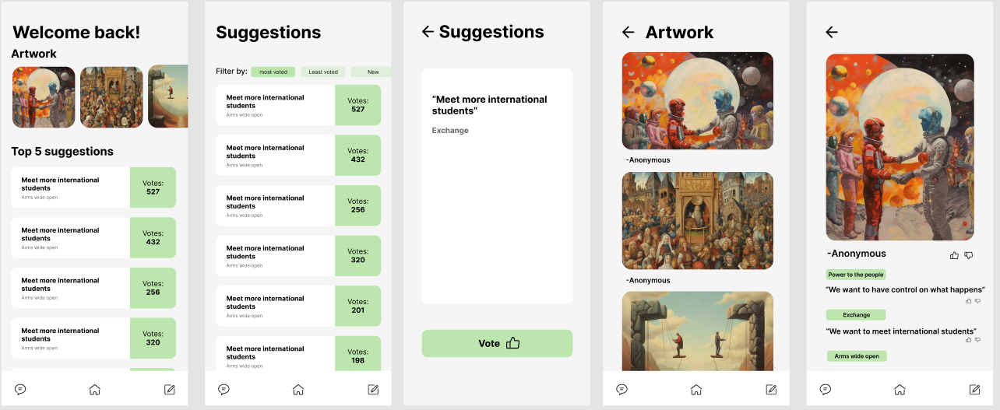 Welcome back!
Artwork
Top 5 suggestions
Meet more international
students
Arms wide open
Votes:
527
Meet more international
students
Arms wide open
Votes:
432
Meet more international
students
Arms wide open
Votes:
256
Meet more international
students
Arms wide open
Votes:
320
Suggestions
Filter by:
most voted
Least voted
New
Meet more international
students
Arms wide open
Votes:
527
Meet more international
students
Arms wide open
Votes:
432
Meet more international
students
Arms wide open
Votes:
256
Meet more international
students
Arms wide open
Votes:
320
Meet more international
students
Arms wide open
Votes:
201
Meet more international
students
Arms wide open
Votes:
198
Suggestions
“Meet more international
students”
Exchange
Vote
Artwork
-Anonymous
-Anonymous
-Anonymous
Power to the people
“We want to have control on what happens”
Exchange
“We want to meet international students”
Arms wide open